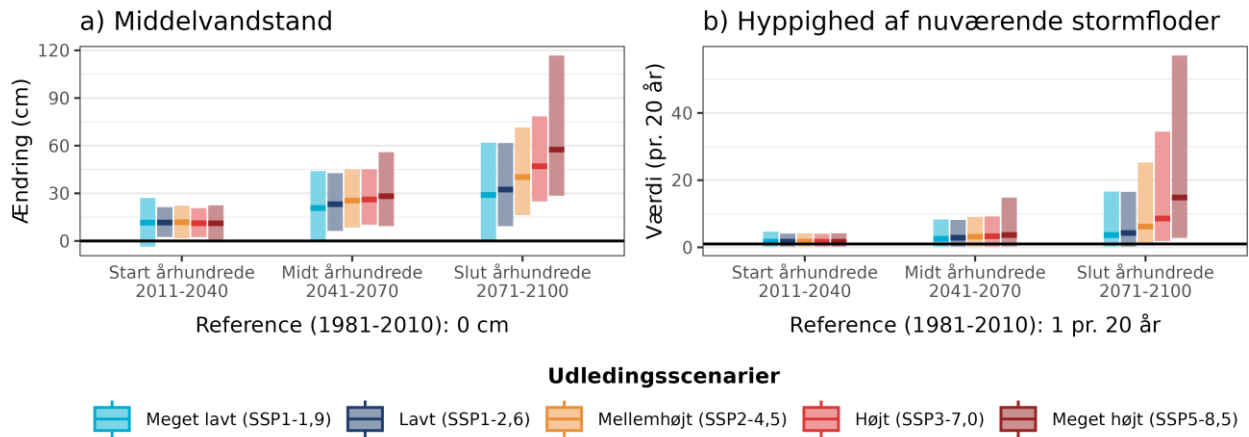 a) Middelvandstand
Ændring (cm)
120
90
60
30
0
Start århundrede
2011-2040
Midt århundrede
2041-2070
Slut århundrede
2071-2100
Reference (1981-2010): 0 cm
b) Hyppighed af nuværende stormfloder
Værdi (pr. 20 år)
40
20
0
Start århundrede
2011-2040
Midt århundrede
2041-2070
Slut århundrede
2071-2100
Reference (1981-2010): 1 pr. 20 år
Udledingsscenarier
Meget lavt (SSP1-1,9)
Lavt (SSP1-2,6)
Mellemhøjt (SSP2-4,5)
Højt (SSP3-7,0)
Meget højt (SSP5-8,5)